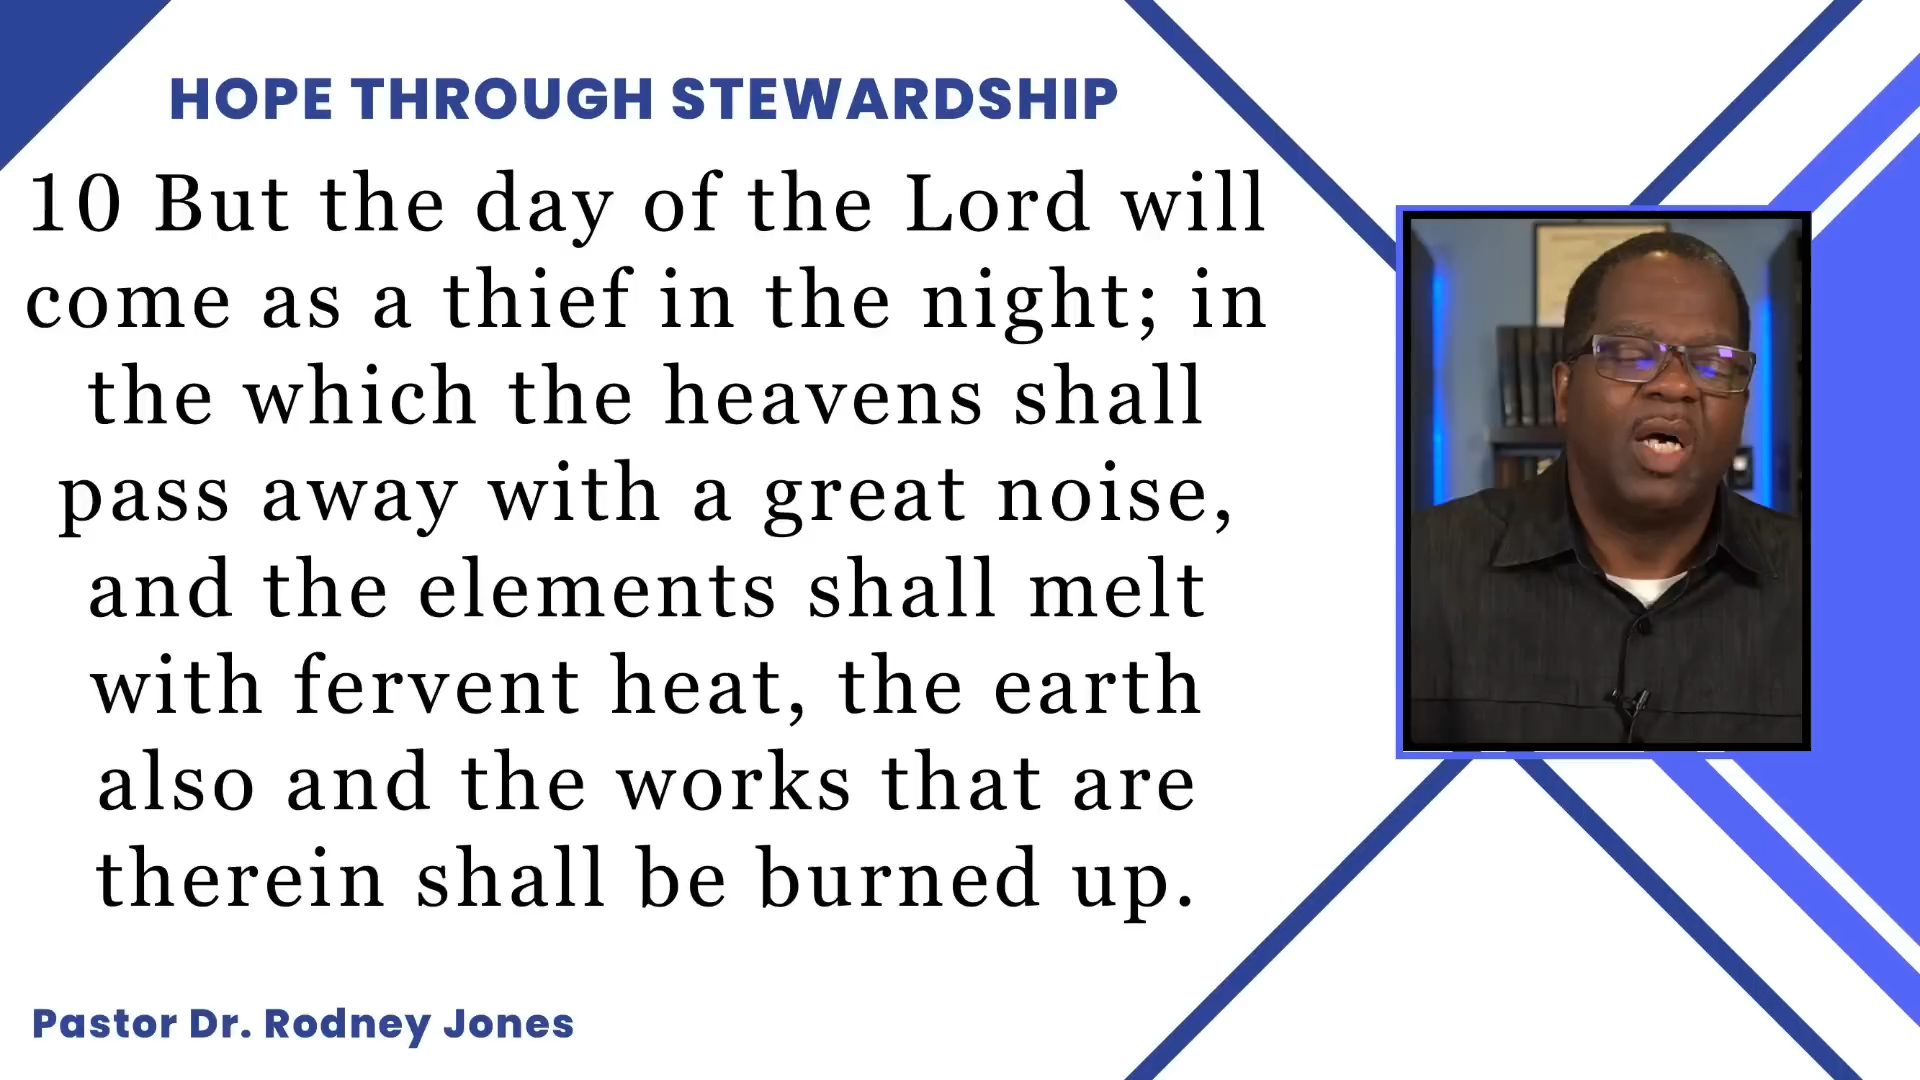 HOPE THROUGH STEWARDSHIP
10 But the day of the Lord will
come as a thief in the night; in
the which the heavens shall
pass away with a great noise,
and the elements shall melt
with fervent heat, the earth
also and the works that are
therein shall be burned up.
Pastor Dr. Rodney Jones